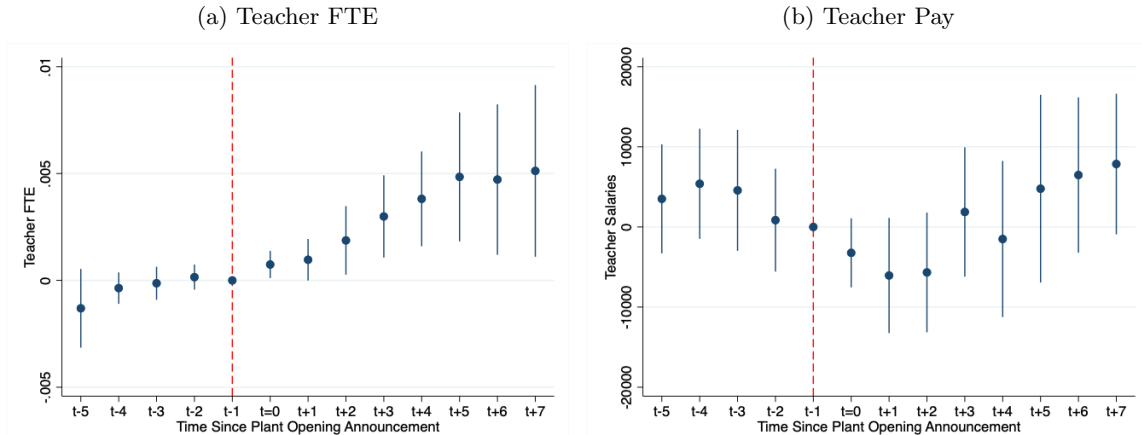 (a) Teacher FTE
.01
.005
0
-.005
Teacher FTE
t-5 t-4 t-3 t-2 t-1 t=0 t+1 t+2 t+3 t+4 t+5 t+6 t+7
Time Since Plant Opening Announcement
(b) Teacher Pay
20000
10000
0
-10000
-20000
Teacher Salaries
t-5 t-4 t-3 t-2 t-1 t=0 t+1 t+2 t+3 t+4 t+5 t+6 t+7
Time Since Plant Opening Announcement